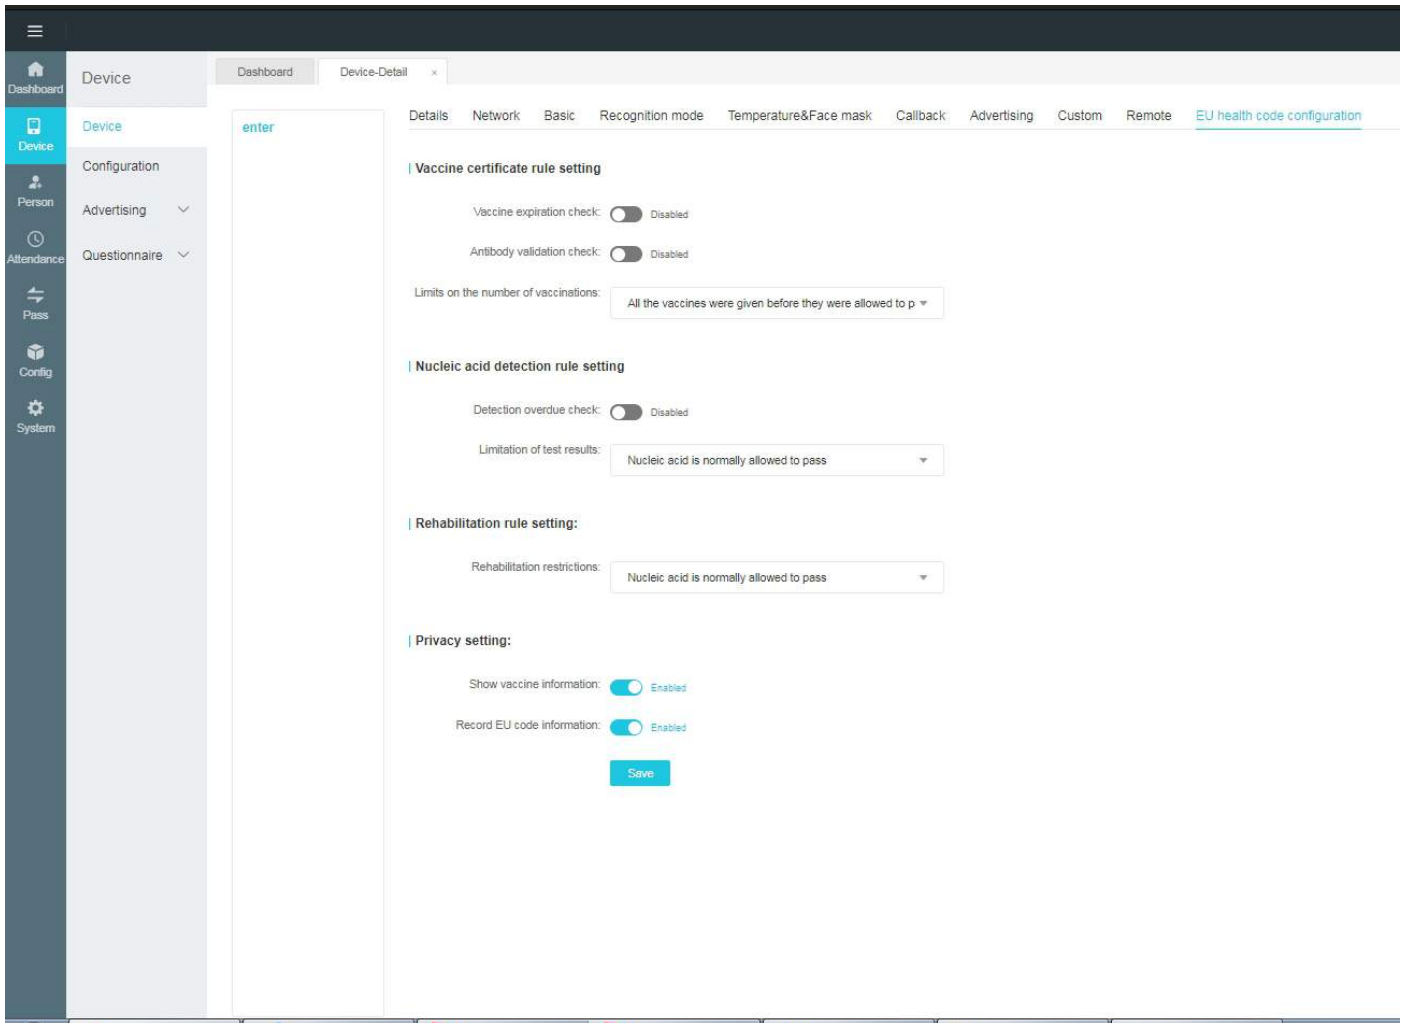 Dashboard
Device
Person
Attendance
Pass
Config
System
Device
Device
Configuration
Advertising
Questionnaire
Dashboard Device-Detail ×
enter
Details Network Basic Recognition mode Temperature&Face mask Callback Advertising Custom Remote EU health code configuration
Vaccine certificate rule setting
Vaccine expiration check: Disabled
Antibody validation check: Disabled
Limits on the number of vaccinations: All the vaccines were given before they were allowed to p
Nucleic acid detection rule setting
Detection overdue check: Disabled
Limitation of test results: Nucleic acid is normally allowed to pass
Rehabilitation rule setting:
Rehabilitation restrictions: Nucleic acid is normally allowed to pass
Privacy setting:
Show vaccine information: Enabled
Record EU code information: Enabled
Save